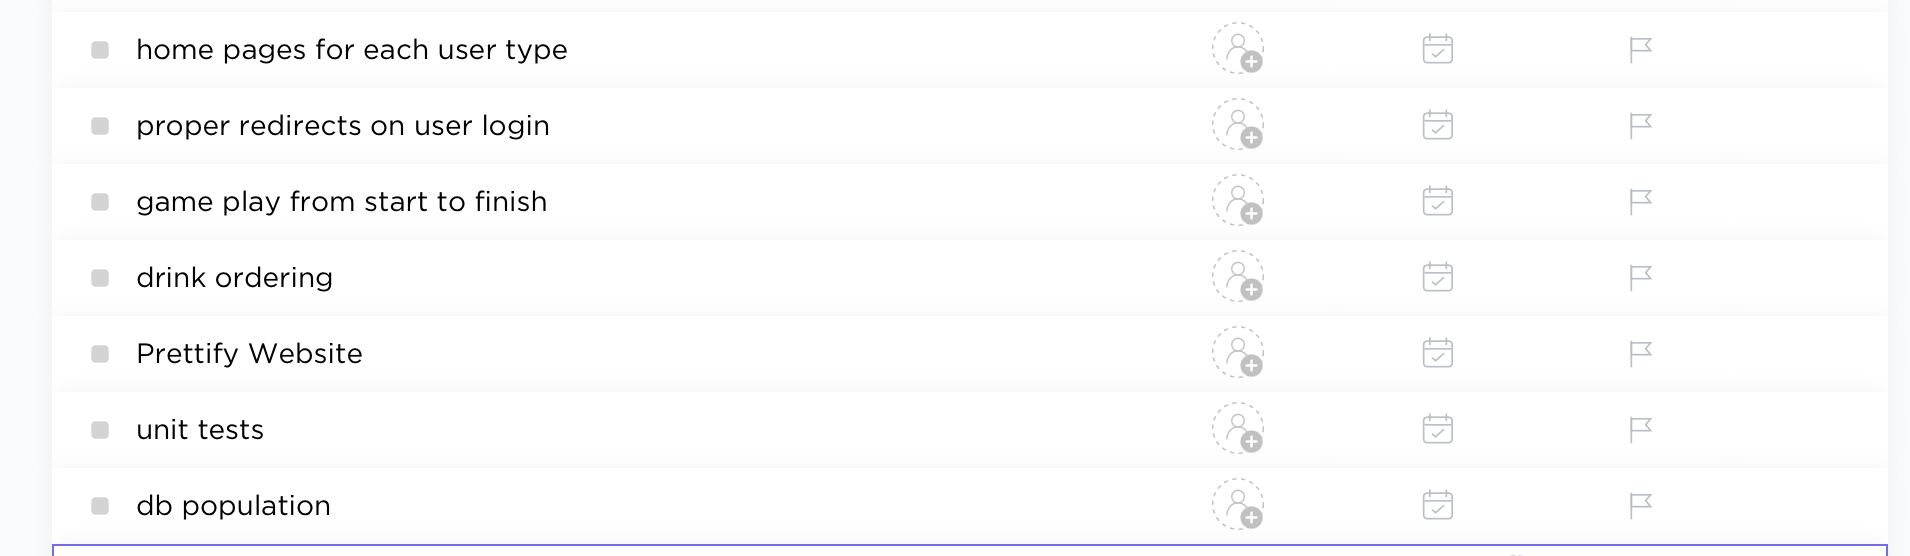 home pages for each user type
proper redirects on user login
game play from start to finish
drink ordering
Prettify Website
unit tests
db population